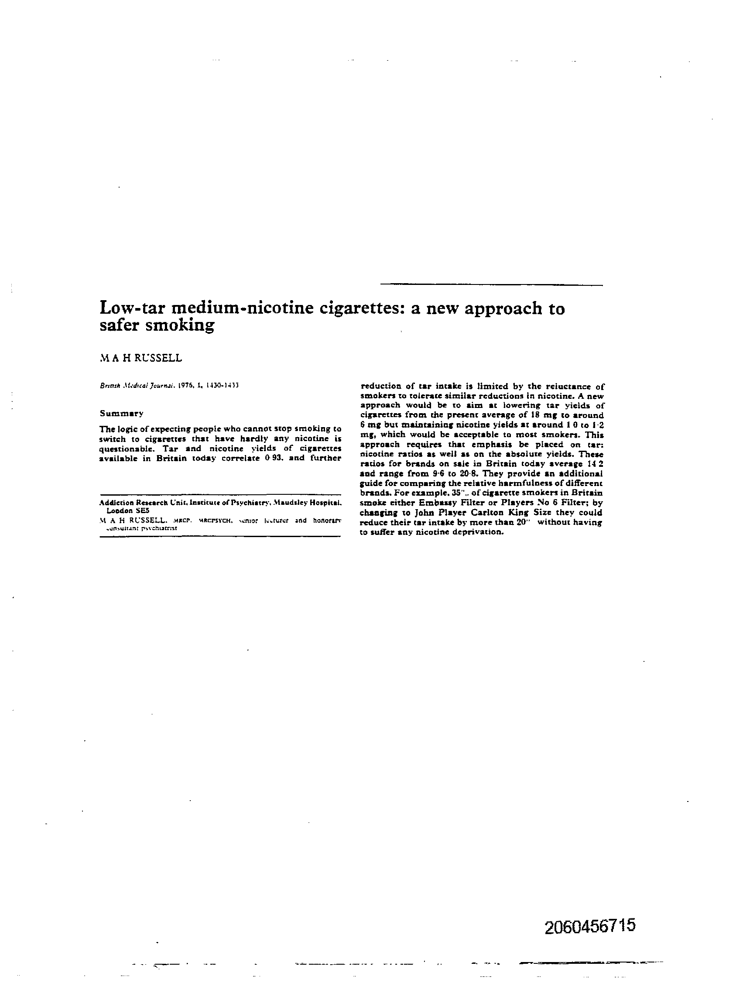 Low-tar medium-nicotine cigarettes: a new approach to
safer smoking
M A H RUSSELL
British Medical Journal, 1976, 1, 1430-1433
Summary
The logic of expecting people who cannot stop smoking to
switch to cigarettes that have hardly any nicotine is
questionable. Tar and nicotine yields of cigarettes
available in Britain today correlate 0·93, and further
Addiction Research Unit, Institute of Psychiatry, Maudsley Hospital,
London SE5
M A H RUSSELL, MRCP, MRCPSYCH, senior lecturer and honorary
consultant psychiatrist
reduction of tar intake is limited by the reluctance of
smokers to tolerate similar reductions in nicotine. A new
approach would be to aim at lowering tar yields of
cigarettes from the present average of 18 mg to around
6 mg but maintaining nicotine yields at around 1·0 to 1·2
mg, which would be acceptable to most smokers. This
approach requires that emphasis be placed on tar:
nicotine ratios as well as on the absolute yields. These
ratios for brands on sale in Britain today average 14·2
and range from 9·6 to 20·8. They provide an additional
guide for comparing the relative harmfulness of different
brands. For example, 35% of cigarette smokers in Britain
smoke either Embassy Filter or Players No 6 Filter; by
changing to John Player Carlton King Size they could
reduce their tar intake by more than 20% without having
to suffer any nicotine deprivation.
2060456715